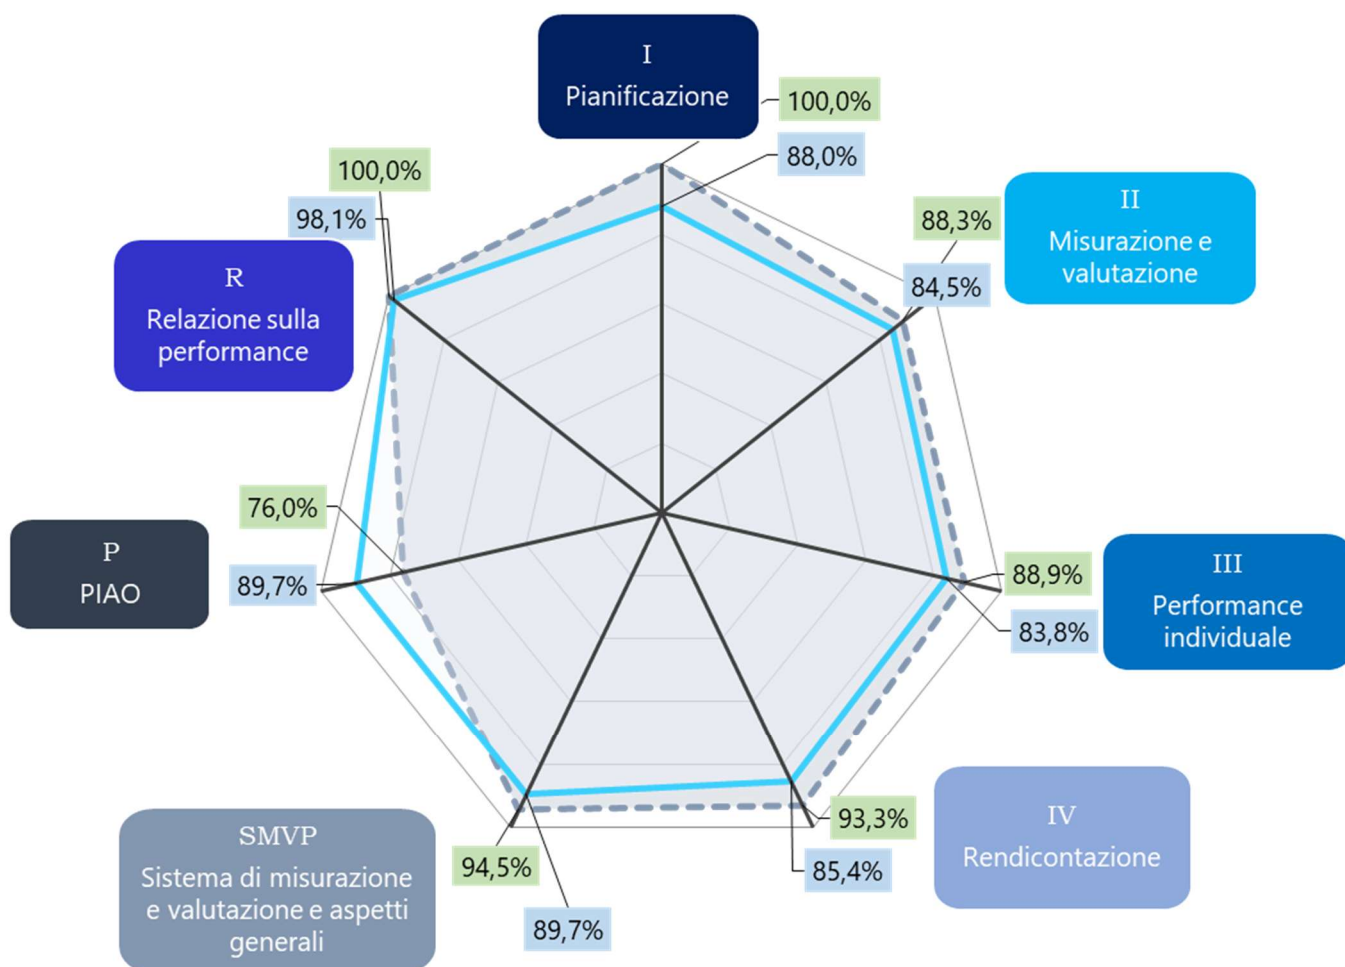 I
Pianificazione
100,0%
88,0%
II
Misurazione e
valutazione
88,3%
84,5%
III
Performance
individuale
88,9%
83,8%
IV
Rendicontazione
93,3%
85,4%
SMVP
Sistema di misurazione
e valutazione e aspetti
generali
94,5%
89,7%
P
PIAO
76,0%
89,7%
R
Relazione sulla
performance
100,0%
98,1%